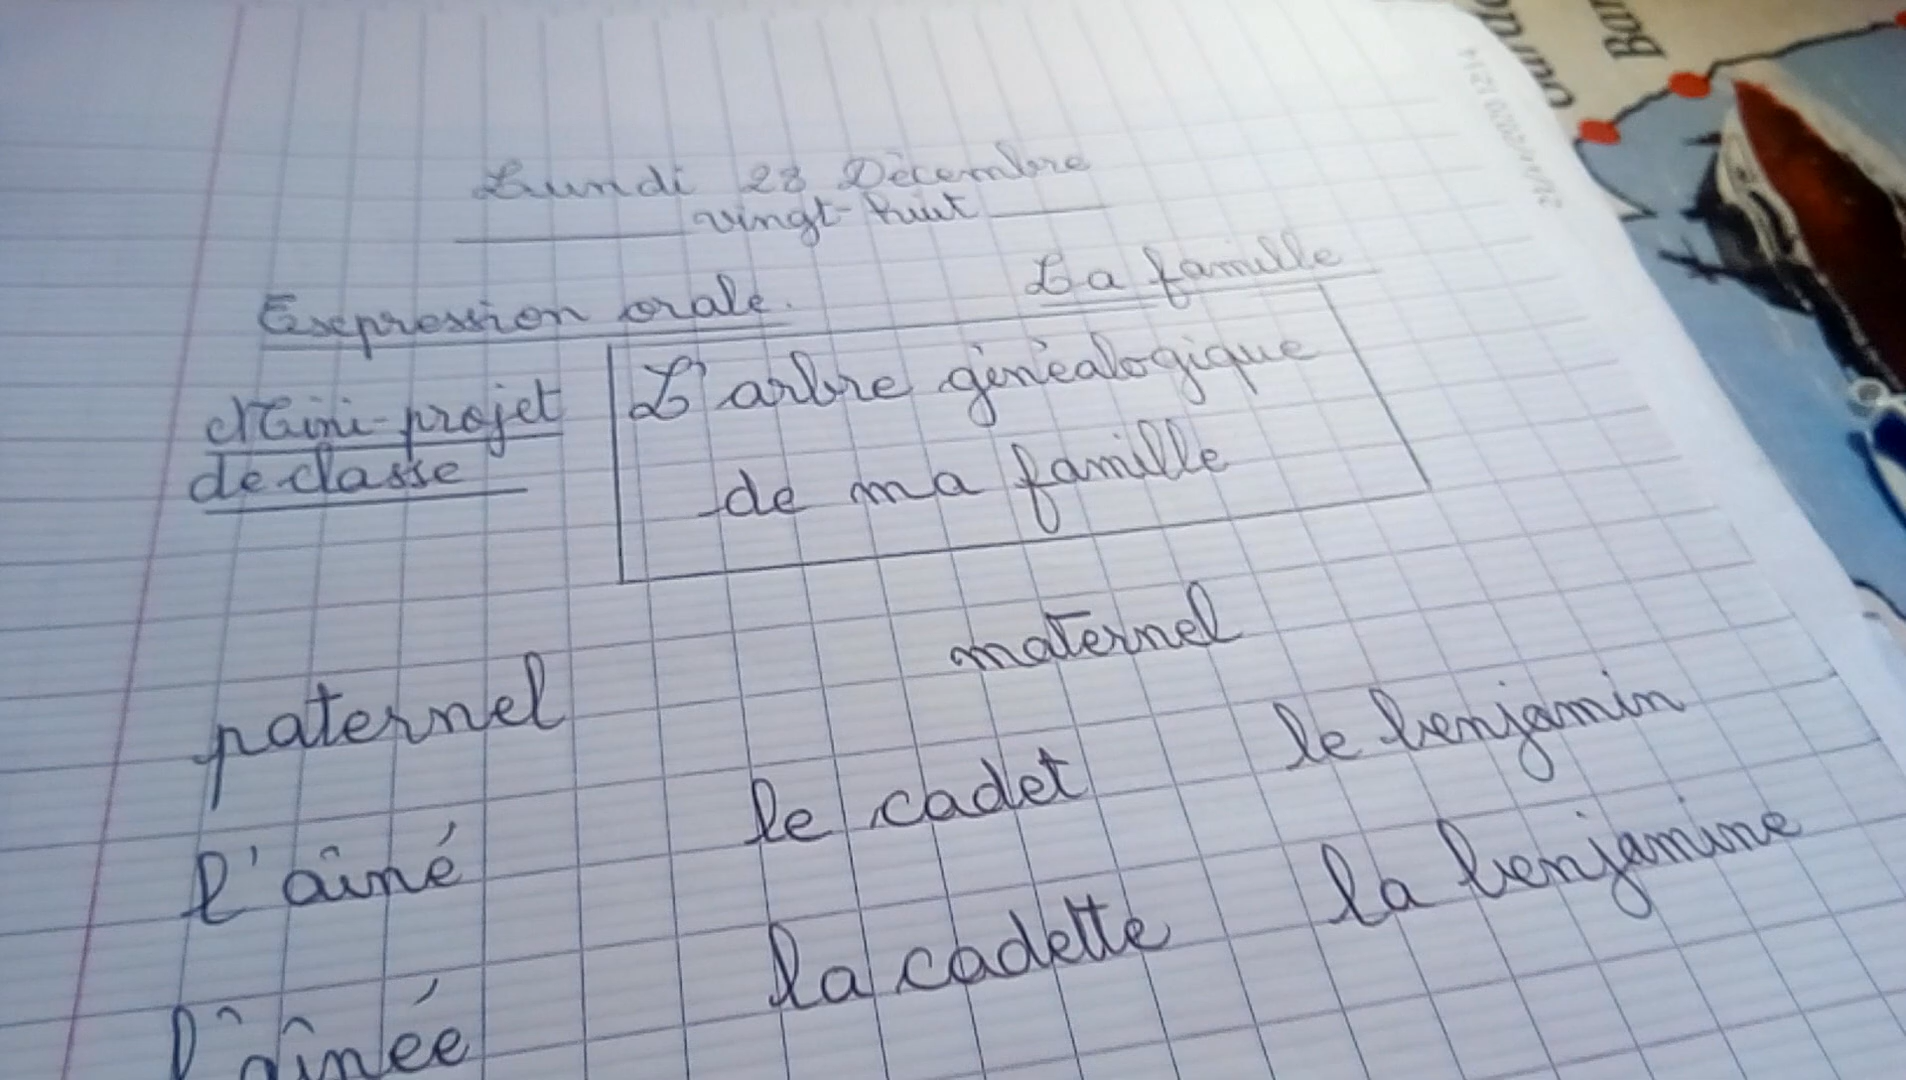 Lundi 28 Décembre
vingt-huit
Expression orale. La famille
Mini-projet
de classe
L'arbre généalogique
de ma famille
paternel maternel
l'aîné le cadet le benjamin
l'aînée la cadette la benjamine
Bar